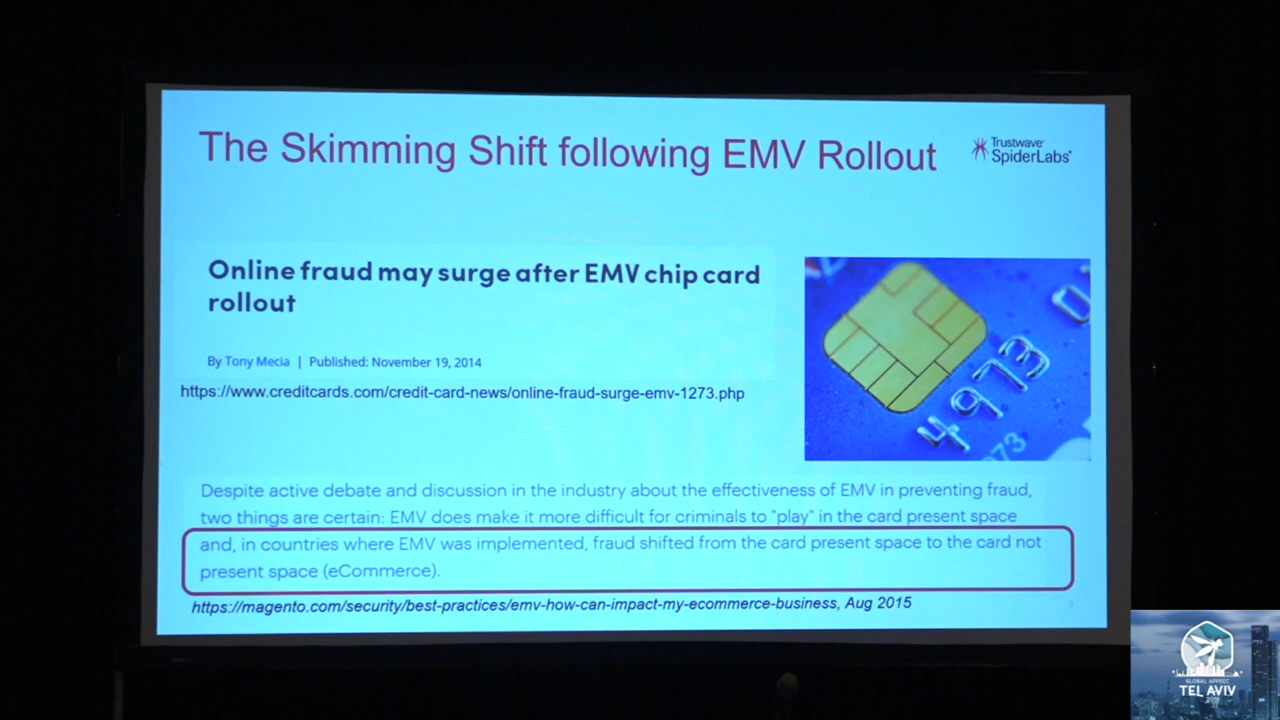 The Skimming Shift following EMV Rollout
Trustwave
SpiderLabs
Online fraud may surge after EMV chip card
rollout
By Tony Mecia | Published: November 19, 2014
https://www.creditcards.com/credit-card-news/online-fraud-surge-emv-1273.php
4973
73
Despite active debate and discussion in the industry about the effectiveness of EMV in preventing fraud,
two things are certain: EMV does make it more difficult for criminals to "play" in the card present space
and, in countries where EMV was implemented, fraud shifted from the card present space to the card not
present space (eCommerce).
https://magento.com/security/best-practices/emv-how-can-impact-my-ecommerce-business, Aug 2015
GLOBAL APPSEC
TEL AVIV